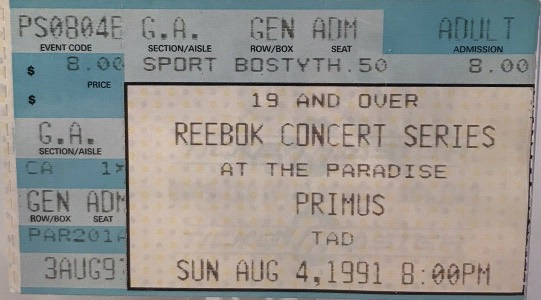 PS0804E G.A. GEN ADM ADULT
EVENT CODE SECTION/AISLE ROW/BOX SEAT ADMISSION
$ 8.00 SPORT BOSTYTH.50 8.00
PRICE
$
19 AND OVER
G.A. REEBOK CONCERT SERIES
SECTION/AISLE
CA 1X AT THE PARADISE
GEN ADM PRIMUS
ROW/BOX SEAT
PAR201A TAD
3AUG9 SUN AUG 4,1991 8:00PM